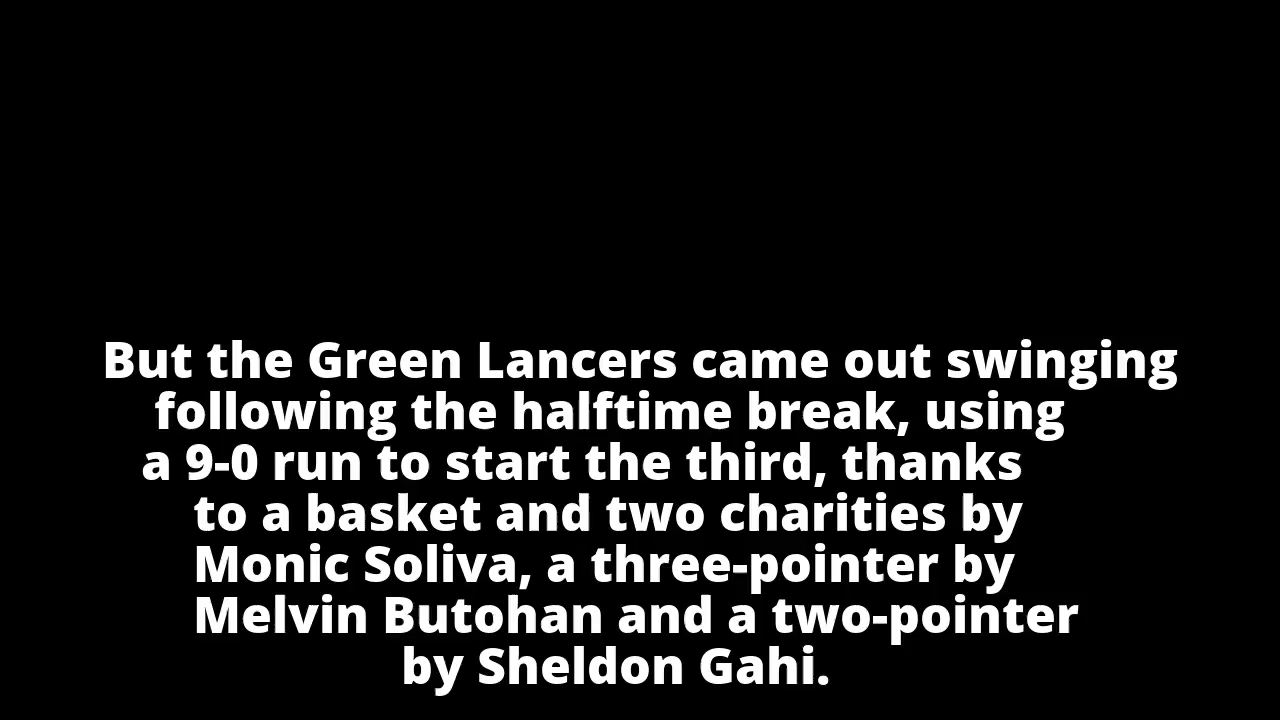 But the Green Lancers came out swinging
following the halftime break, using
a 9-0 run to start the third, thanks
to a basket and two charities by
Monic Soliva, a three-pointer by
Melvin Butohan and a two-pointer
by Sheldon Gahi.